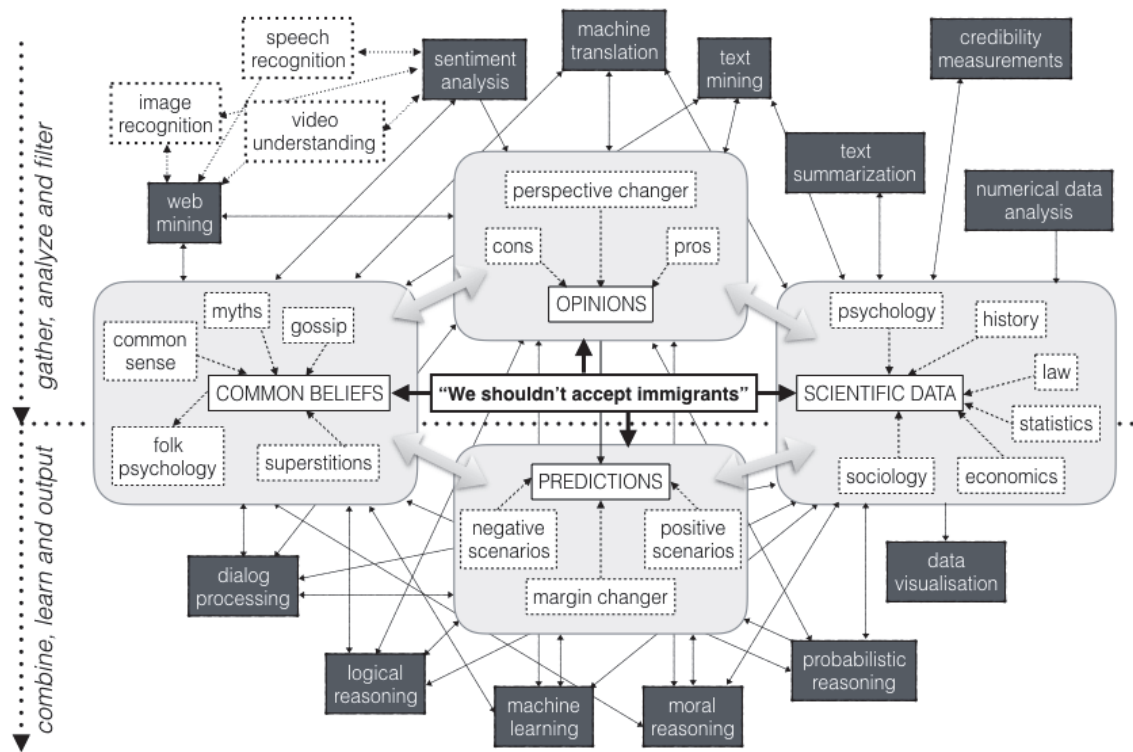 speech
recognition
sentiment
analysis
machine
translation
text
mining
credibility
measurements
image
recognition
video
understanding
web
mining
text
summarization
numerical data
analysis
gather, analyze and filter
perspective changer
cons
pros
OPINIONS
myths
gossip
common
sense
COMMON BELIEFS
folk
psychology
superstitions
“We shouldn’t accept immigrants”
psychology
history
law
SCIENTIFIC DATA
statistics
sociology
economics
combine, learn and output
PREDICTIONS
negative
scenarios
positive
scenarios
margin changer
dialog
processing
data
visualisation
logical
reasoning
machine
learning
moral
reasoning
probabilistic
reasoning